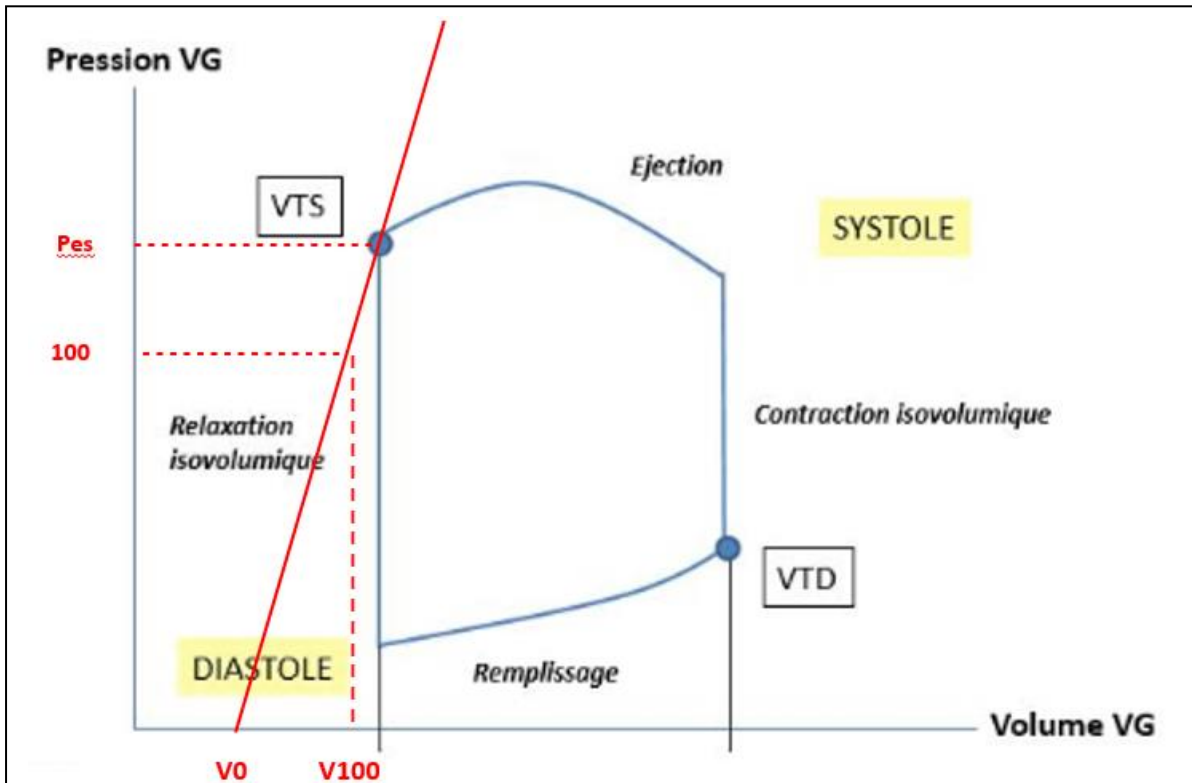 Pression VG
Ejection
VTS
SYSTOLE
Pes
100
Relaxation
isovolumique
Contraction isovolumique
VTD
DIASTOLE
Remplissage
Volume VG
V0
V100